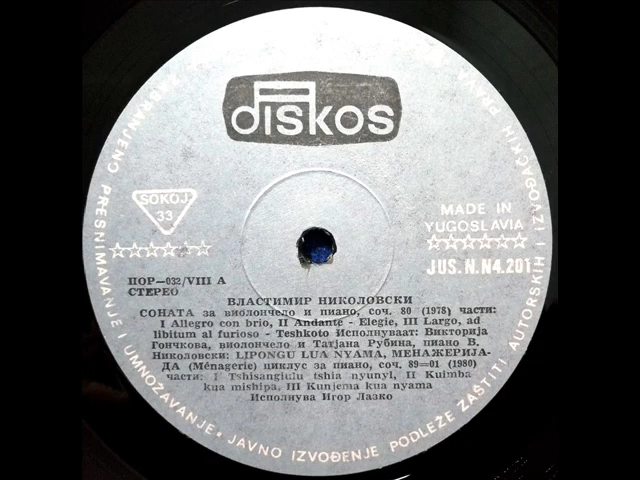 diskos
ZABRANJENO PRESNIMAVANJE I UMNOŽAVANJE • JAVNO IZVOĐENJE PODLEŽE ZAŠTITI AUTORSKIH I IZVOĐAČKIH PRAVA
SOKOJ
33
MADE IN
YUGOSLAVIA
JUS. N. N4.201
ПОР—032/VIII A
СТЕРЕО
ВЛАСТИМИР НИКОЛОВСКИ
СОНАТА за виолончело и пиано, соч. 80 (1978) части:
I Allegro con brio, II Andante - Elegie, III Largo, ad
libitum al furioso - Teshkoto Исполнуваат: Викторија
Гончкова, виолончело и Татјана Рубина, пиано В.
Николовски: LIPONGU LUA NYAMA, МЕНАЖЕРИЈА-
ДА (Ménagerie) циклус за пиано, соч. 89=01 (1980)
части: I Tshisangiulu tshia nyunyi, II Kuimba
kua mishipa, III Kunjema kua nyama
Исполнува Игор Лазко